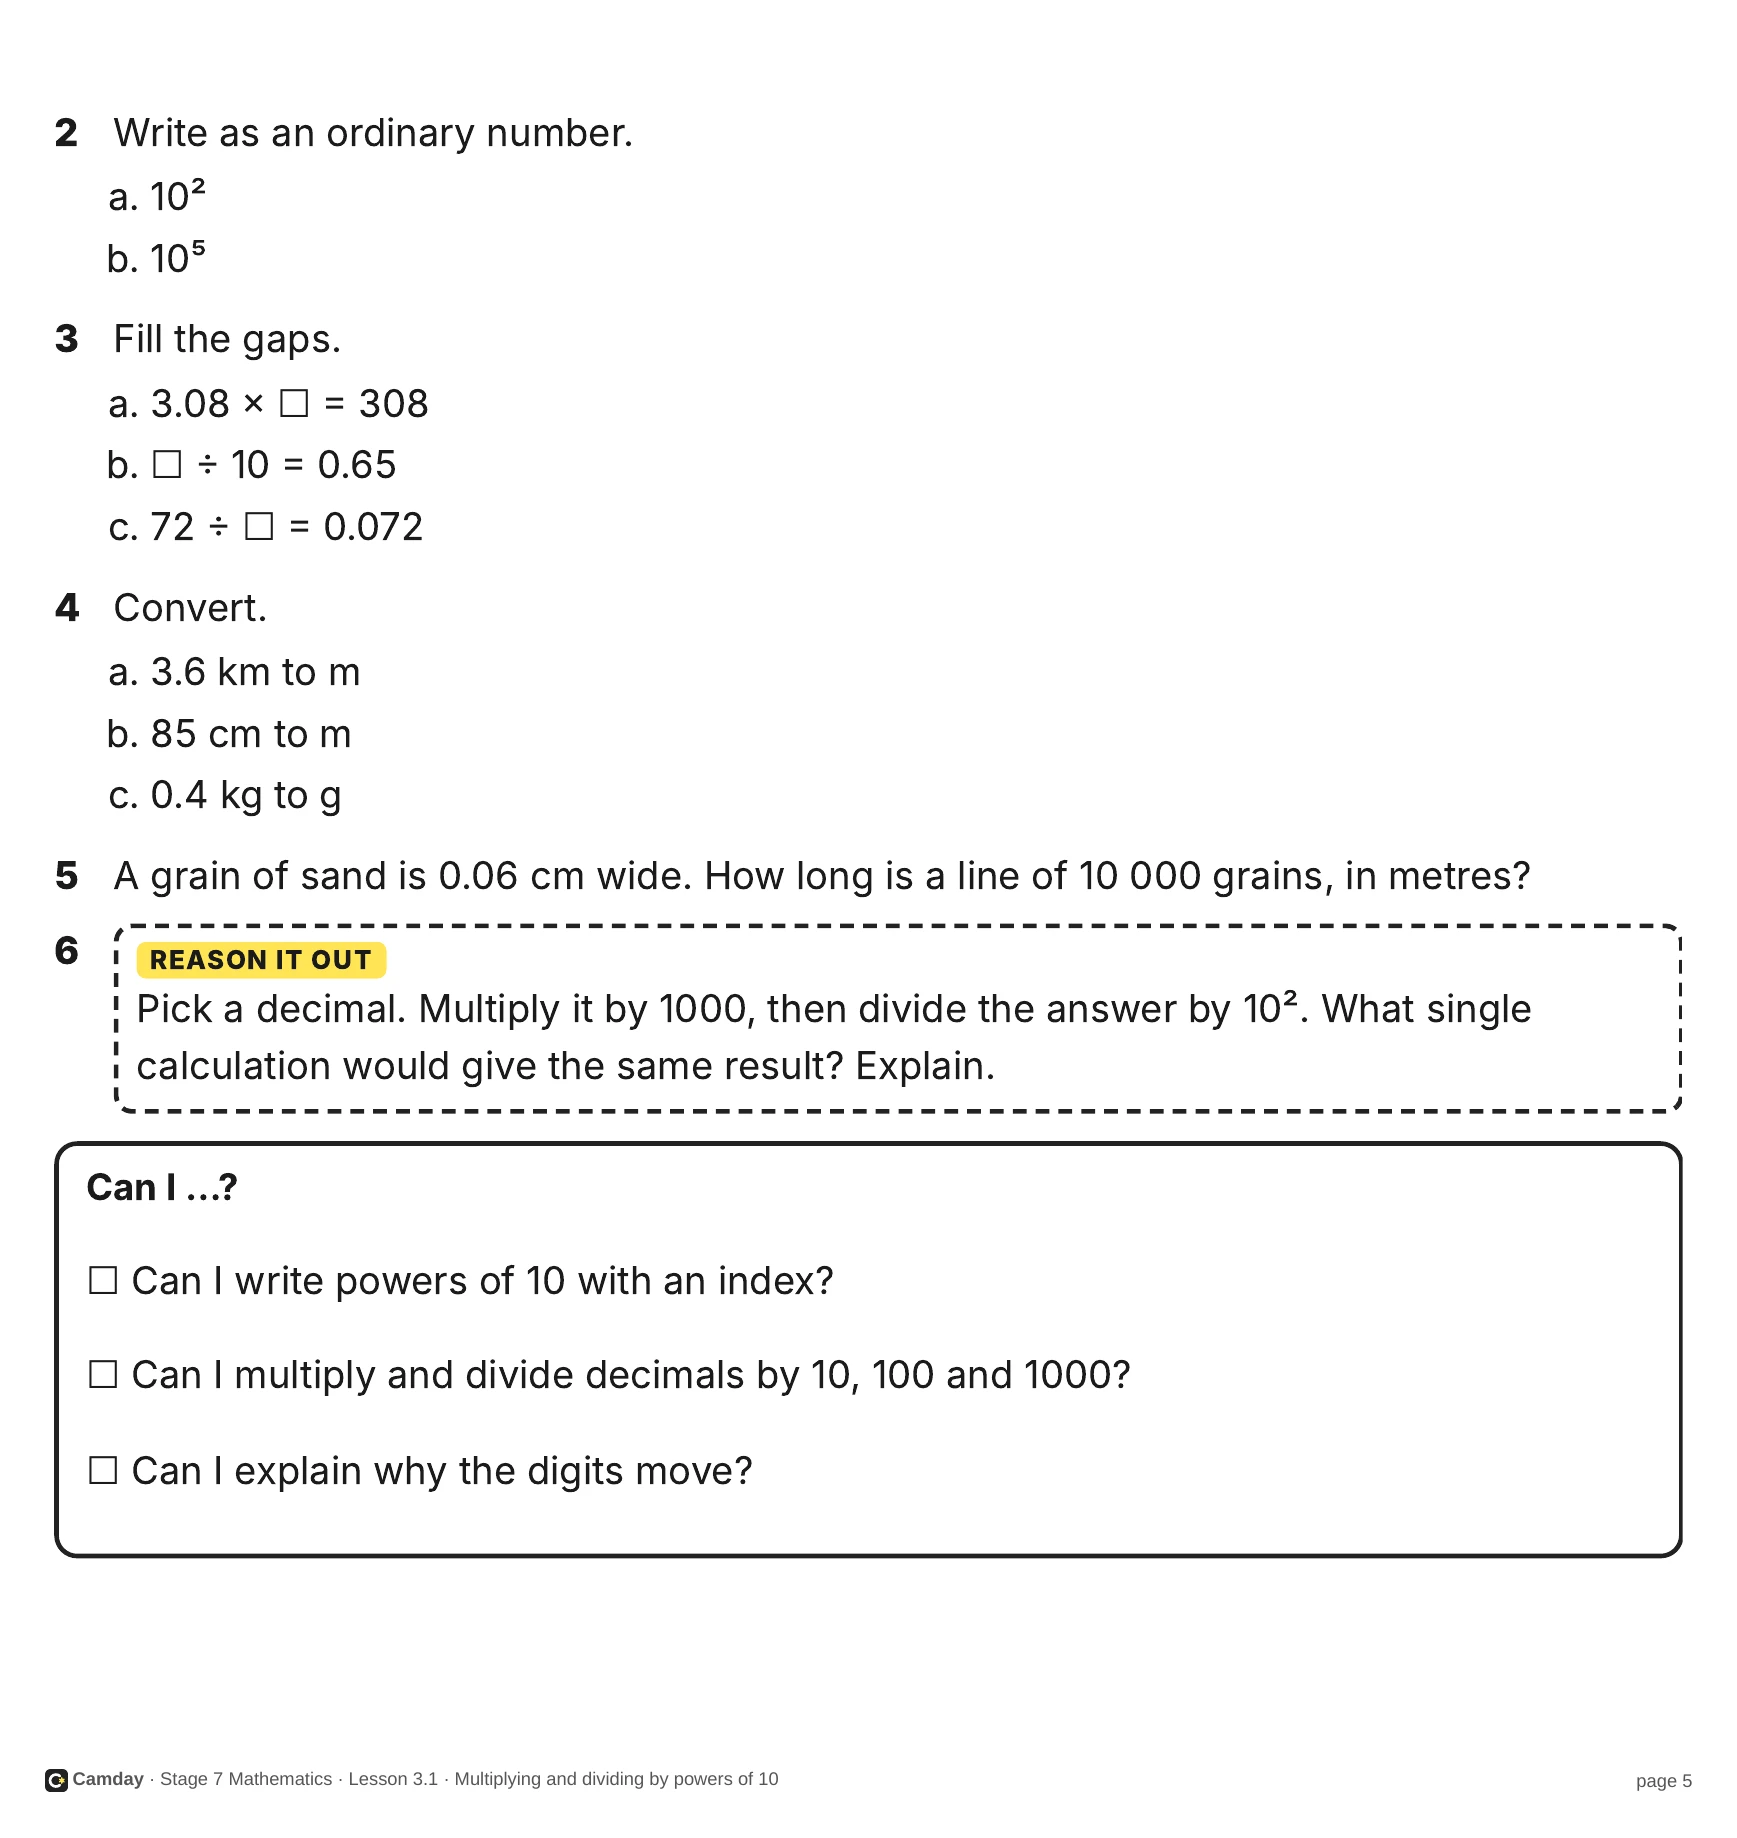 2 Write as an ordinary number.
a. 10²
b. 10⁵
3 Fill the gaps.
a. 3.08 × ☐ = 308
b. ☐ ÷ 10 = 0.65
c. 72 ÷ ☐ = 0.072
4 Convert.
a. 3.6 km to m
b. 85 cm to m
c. 0.4 kg to g
5 A grain of sand is 0.06 cm wide. How long is a line of 10 000 grains, in metres?
6 REASON IT OUT
Pick a decimal. Multiply it by 1000, then divide the answer by 10². What single
calculation would give the same result? Explain.
Can I …?
☐ Can I write powers of 10 with an index?
☐ Can I multiply and divide decimals by 10, 100 and 1000?
☐ Can I explain why the digits move?
Camday · Stage 7 Mathematics · Lesson 3.1 · Multiplying and dividing by powers of 10
page 5